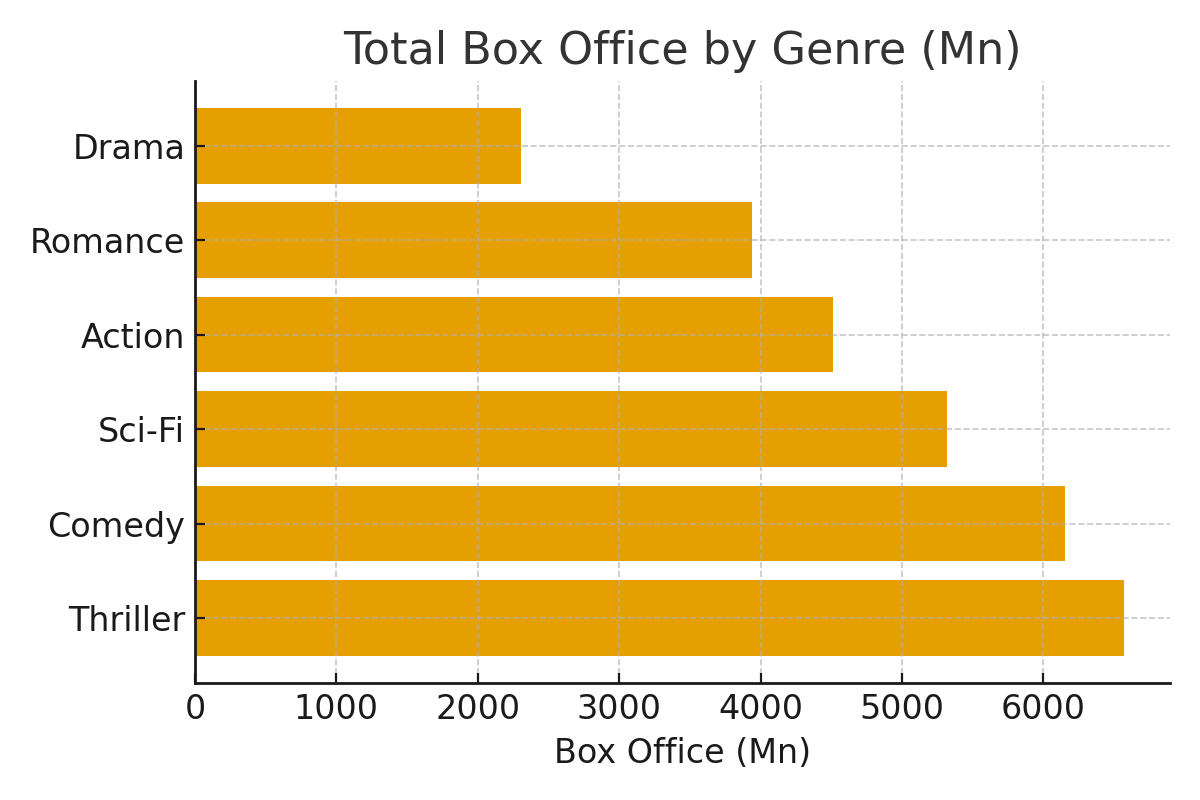 Total Box Office by Genre (Mn)
Drama
Romance
Action
Sci-Fi
Comedy
Thriller
0 1000 2000 3000 4000 5000 6000
Box Office (Mn)